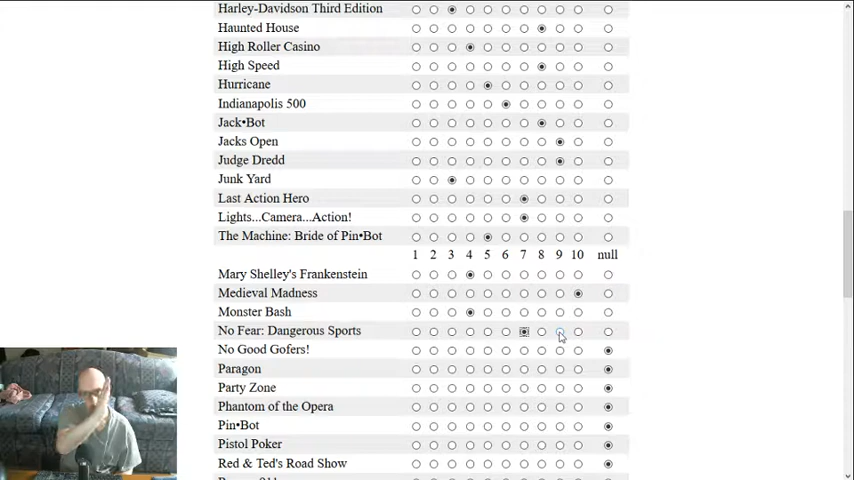 Harley-Davidson Third Edition
Haunted House
High Roller Casino
High Speed
Hurricane
Indianapolis 500
Jack•Bot
Jacks Open
Judge Dredd
Junk Yard
Last Action Hero
Lights...Camera...Action!
The Machine: Bride of Pin•Bot
1 2 3 4 5 6 7 8 9 10 null
Mary Shelley's Frankenstein
Medieval Madness
Monster Bash
No Fear: Dangerous Sports
No Good Gofers!
Paragon
Party Zone
Phantom of the Opera
Pin•Bot
Pistol Poker
Red & Ted's Road Show